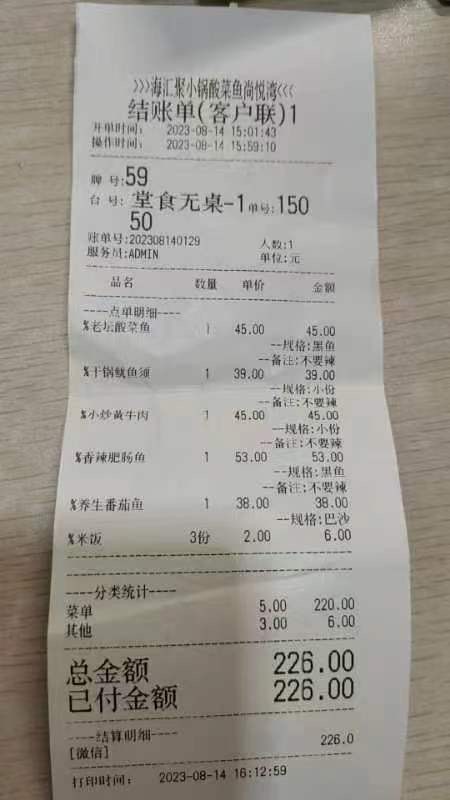 >>>海汇聚小锅酸菜鱼尚悦湾<<<
结账单(客户联)1
开单时间: 2023-08-14 15:01:43
操作时间: 2023-08-14 15:59:10
牌号:59
台号: 堂食无桌-1 单号:150
50
账单号:202308140129 人数:1
服务员:ADMIN 单位:元
品名 数量 单价 金额
----点单明细----
%老坛酸菜鱼 1 45.00 45.00
--规格:黑鱼
--备注:不要辣
%干锅鱿鱼须 1 39.00 39.00
--规格:小份
--备注:不要辣
%小炒黄牛肉 1 45.00 45.00
--规格:小份
--备注:不要辣
%香辣肥肠鱼 1 53.00 53.00
--规格:黑鱼
--备注:不要辣
%养生番茄鱼 1 38.00 38.00
--规格:巴沙
%米饭 3份 2.00 6.00
----分类统计----
菜单 5.00 220.00
其他 3.00 6.00
总金额 226.00
已付金额 226.00
----结算明细----
[微信] 226.0
打印时间: 2023-08-14 16:12:59